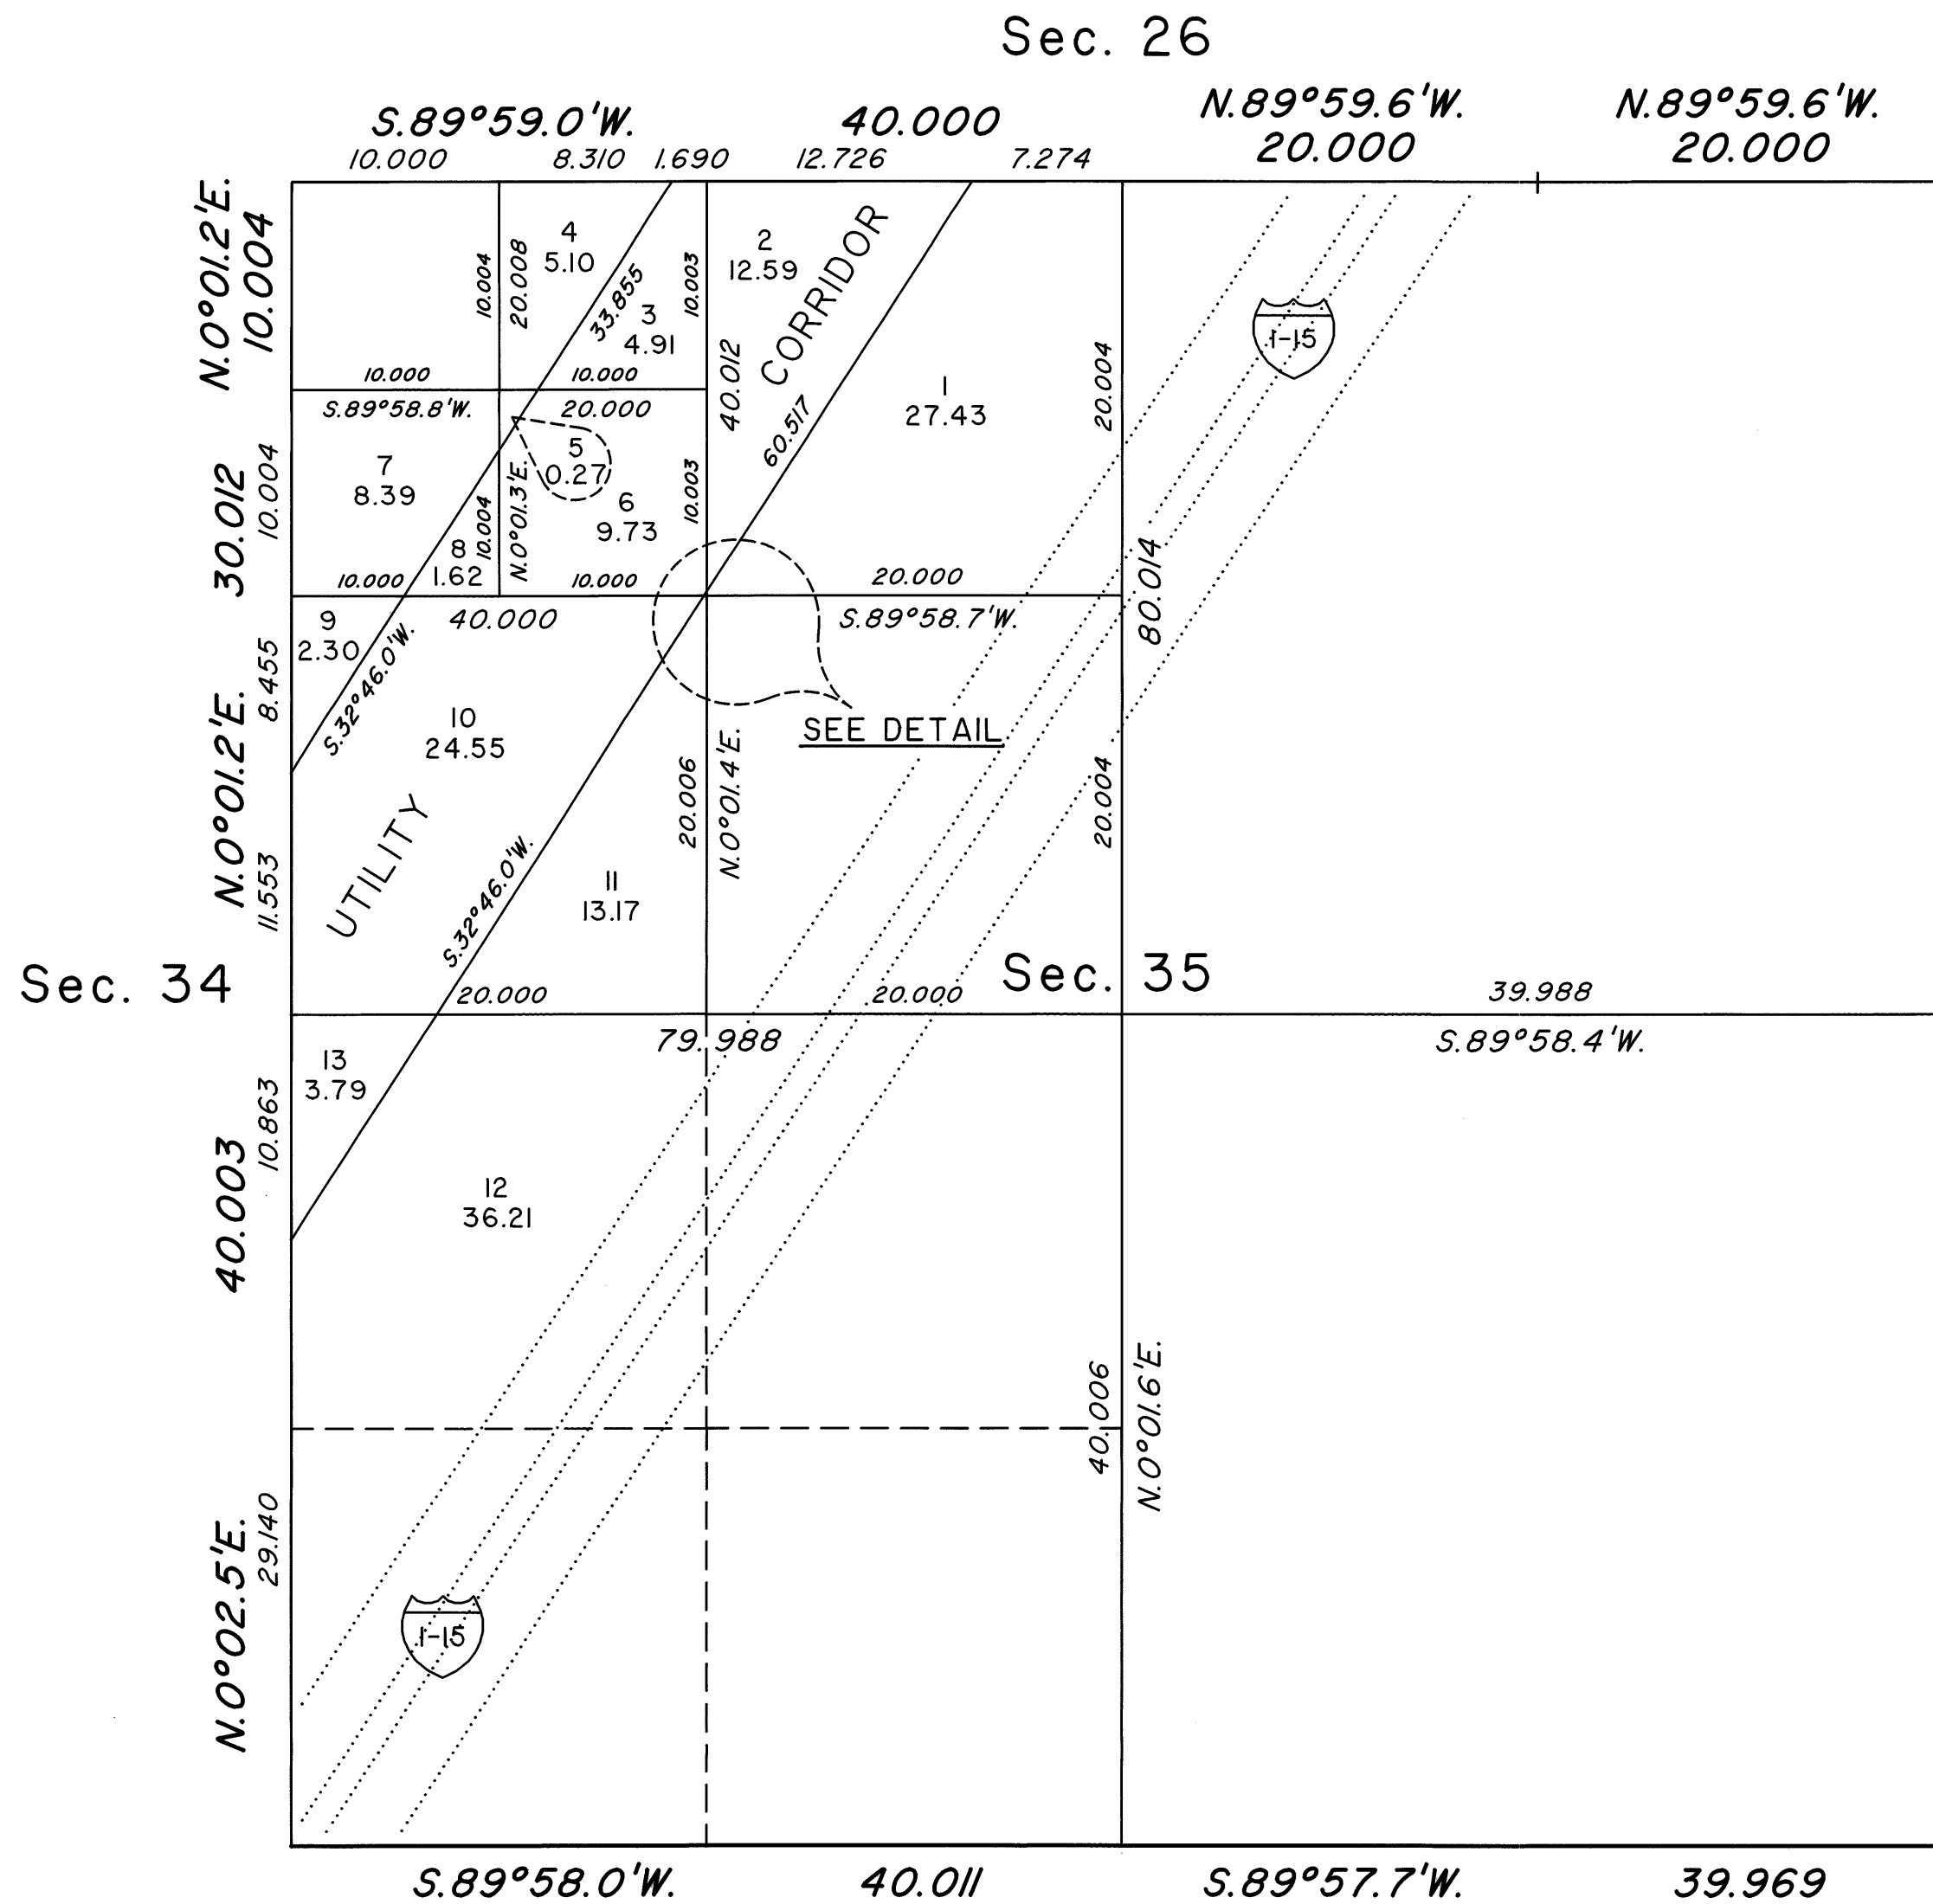 Sec. 26
S.89°59.0'W.
40.000
N.89°59.6'W.
20.000
N.89°59.6'W.
20.000
10.000
8.310
1.690
12.726
7.274
N.0°01.2'E.
10.004
10.004
20.008
4
5.10
33.855
3
4.91
10.003
2
12.59
CORRIDOR
40.012
60.517
1
27.43
20.004
I-15
10.000
10.000
S.89°58.8'W.
20.000
30.012
10.004
7
8.39
8
1.62
10.004
N.0°01.3'E.
5
0.27
6
9.73
10.003
10.000
10.000
20.000
80.014
40.000
S.89°58.7'W.
9
2.30
S.32°46.0'W.
N.0°01.2'E.
8.455
10
24.55
SEE DETAIL
UTILITY
11.553
S.32°46.0'W.
11
13.17
20.006
N.0°01.4'E.
20.004
Sec. 34
20.000
20.000
Sec. 35
39.988
79.988
S.89°58.4'W.
13
3.79
40.003
10.863
12
36.21
40.006
N.0°01.6'E.
N.0°02.5'E.
29.140
I-15
S.89°58.0'W.
40.011
S.89°57.7'W.
39.969